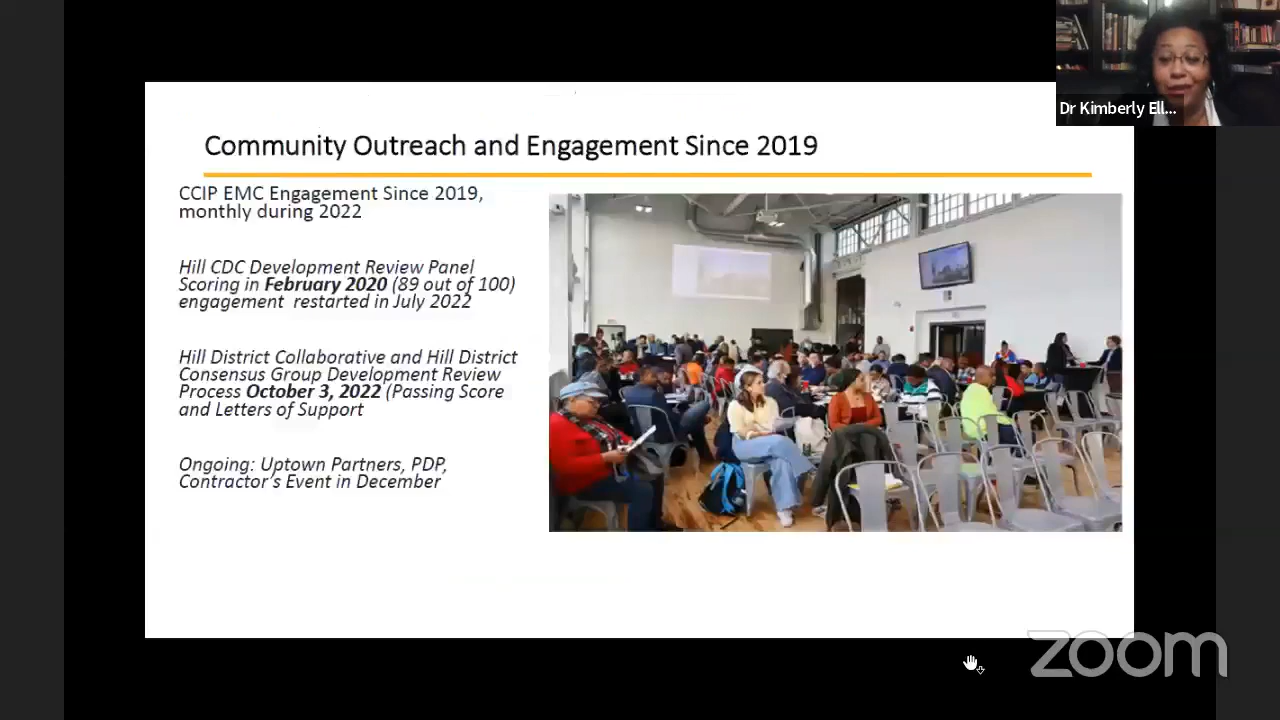 Dr Kimberly Ell...
Community Outreach and Engagement Since 2019
CCIP EMC Engagement Since 2019,
monthly during 2022
Hill CDC Development Review Panel
Scoring in February 2020 (89 out of 100)
engagement  restarted in July 2022
Hill District Collaborative and Hill District
Consensus Group Development Review
Process October 3, 2022 (Passing Score
and Letters of Support
Ongoing: Uptown Partners, PDP,
Contractor's Event in December
zoom